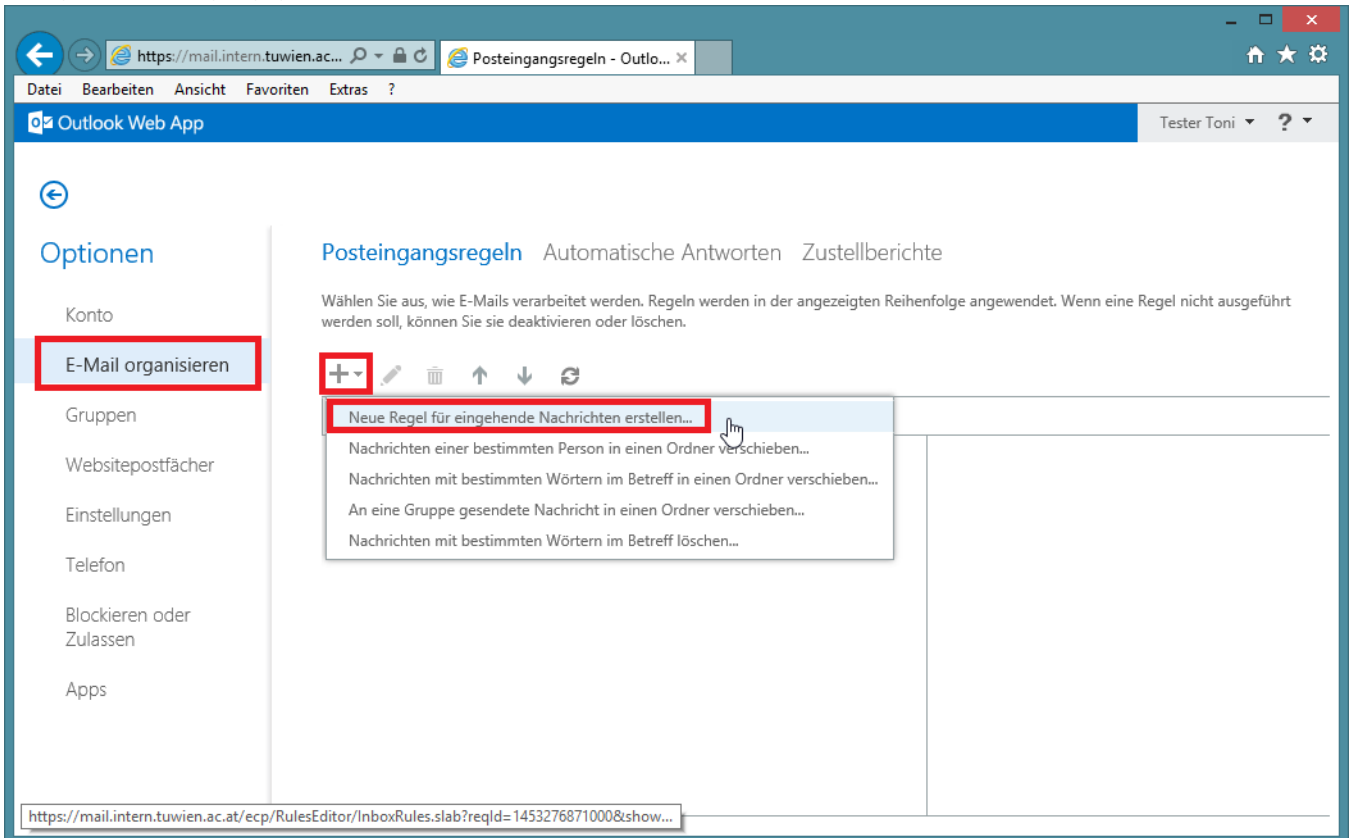 https://mail.intern.tuwien.ac...
Posteingangsregeln - Outlo...
Datei Bearbeiten Ansicht Favoriten Extras ?
Outlook Web App
Tester Toni ?
Optionen
Konto
E-Mail organisieren
Gruppen
Websitepostfächer
Einstellungen
Telefon
Blockieren oder
Zulassen
Apps
Posteingangsregeln Automatische Antworten Zustellberichte
Wählen Sie aus, wie E-Mails verarbeitet werden. Regeln werden in der angezeigten Reihenfolge angewendet. Wenn eine Regel nicht ausgeführt
werden soll, können Sie sie deaktivieren oder löschen.
Neue Regel für eingehende Nachrichten erstellen...
Nachrichten einer bestimmten Person in einen Ordner verschieben...
Nachrichten mit bestimmten Wörtern im Betreff in einen Ordner verschieben...
An eine Gruppe gesendete Nachricht in einen Ordner verschieben...
Nachrichten mit bestimmten Wörtern im Betreff löschen...
https://mail.intern.tuwien.ac.at/ecp/RulesEditor/InboxRules.slab?reqId=1453276871000&show...